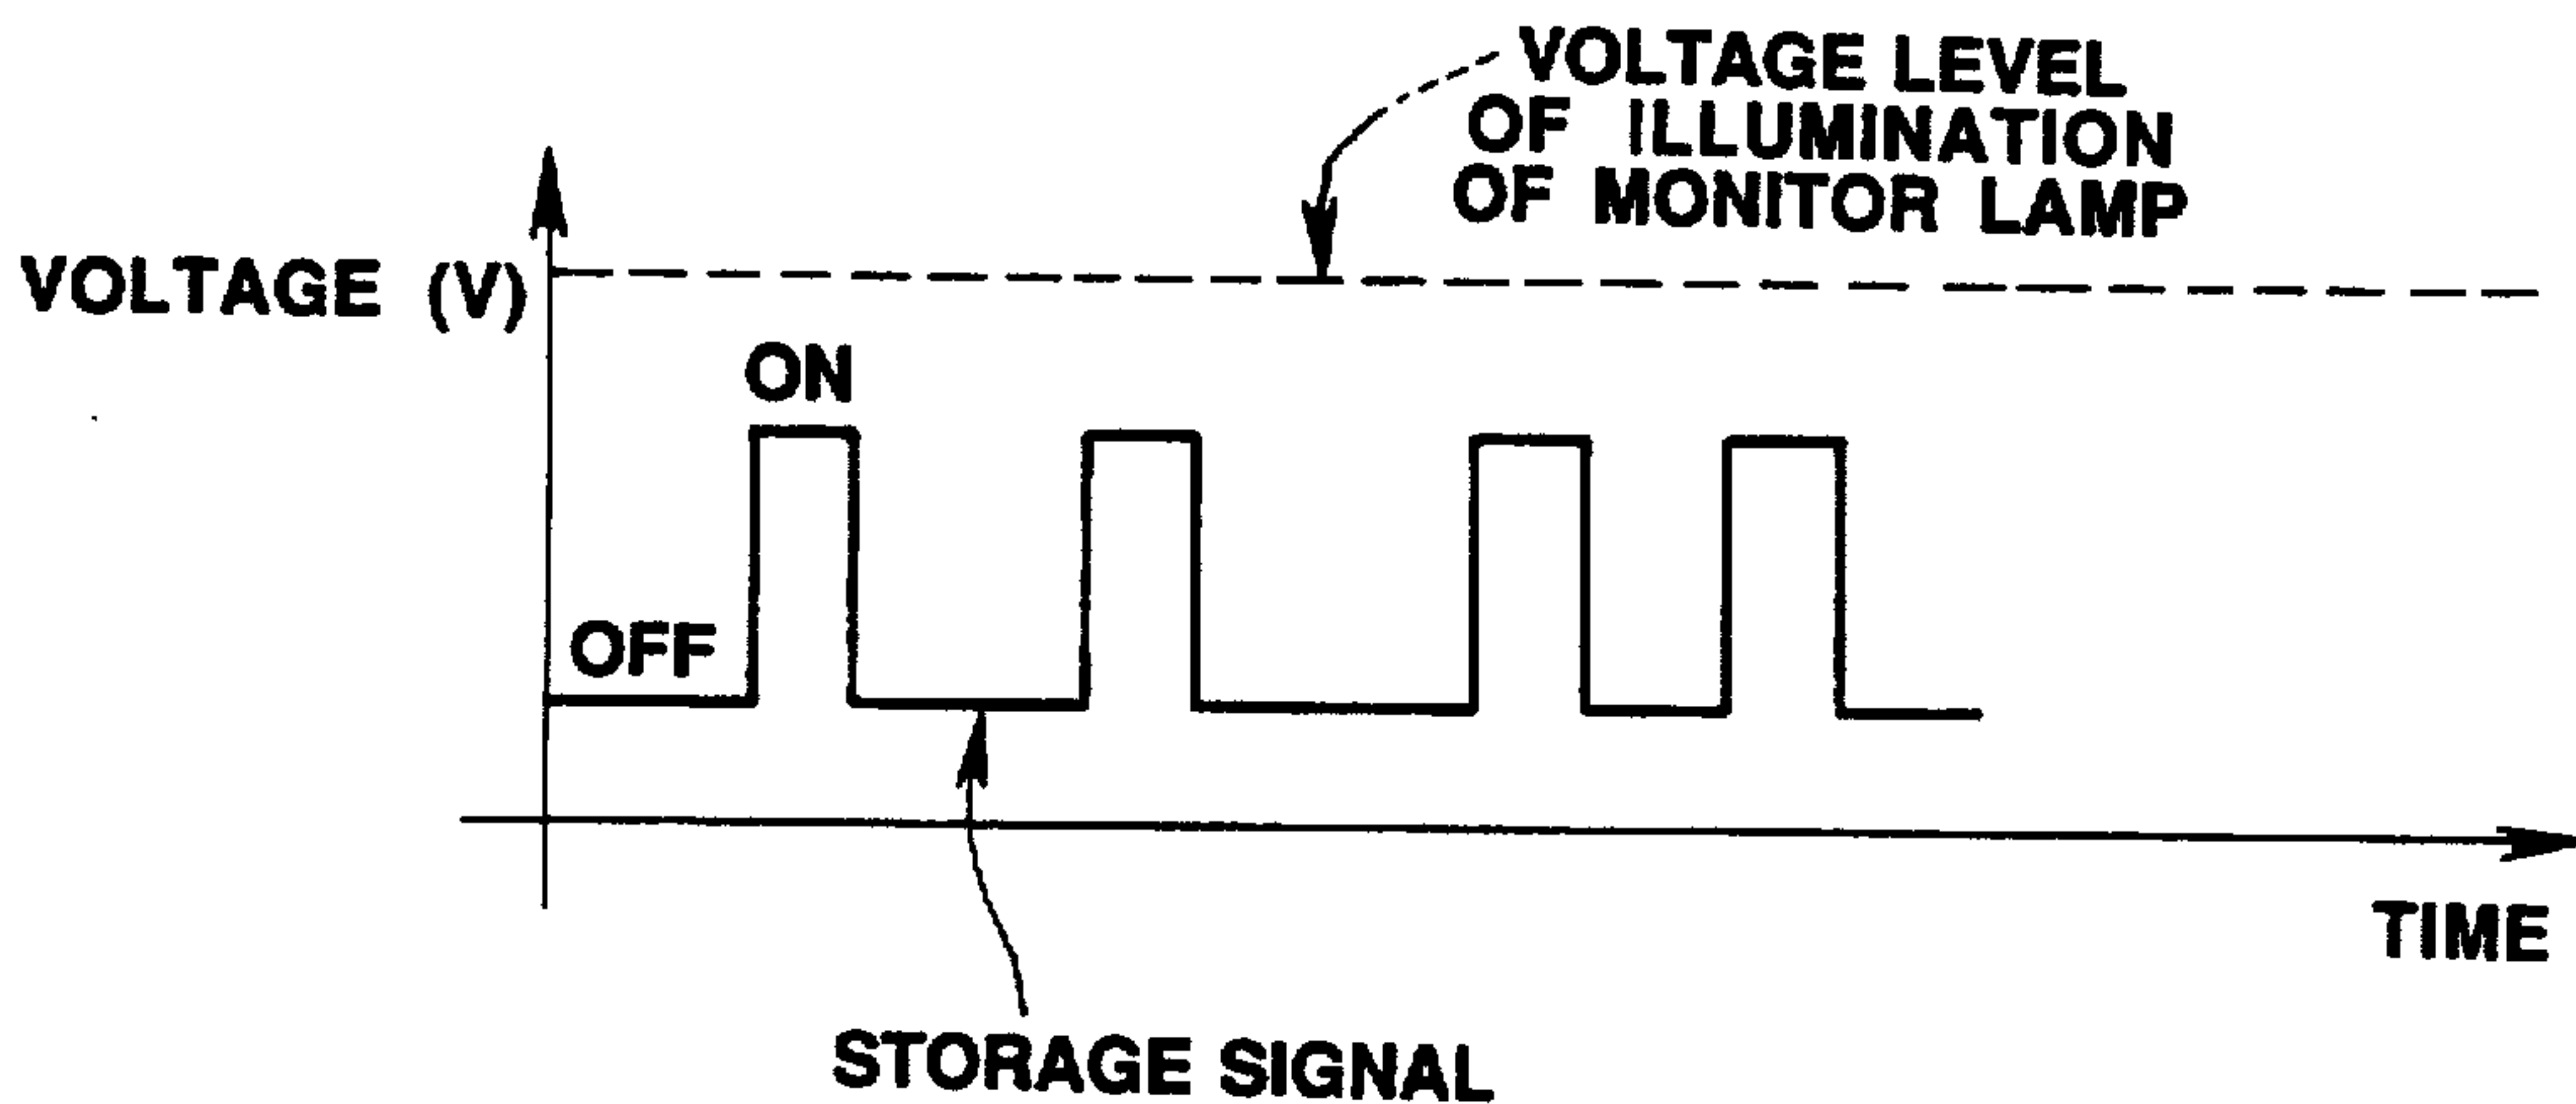 VOLTAGE LEVEL
OF ILLUMINATION
OF MONITOR LAMP
VOLTAGE (V)
ON
OFF
TIME
STORAGE SIGNAL